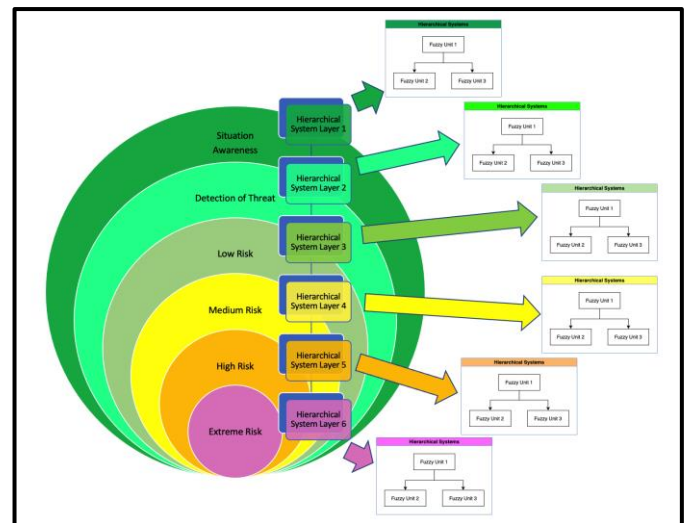 Hierarchical Systems
Fuzzy Unit 1
Fuzzy Unit 2 Fuzzy Unit 3
Situation
Awareness
Hierarchical
System Layer 1
Hierarchical Systems
Fuzzy Unit 1
Fuzzy Unit 2 Fuzzy Unit 3
Detection of Threat
Hierarchical
System Layer 2
Hierarchical Systems
Fuzzy Unit 1
Fuzzy Unit 2 Fuzzy Unit 3
Low Risk
Hierarchical
System Layer 3
Hierarchical Systems
Fuzzy Unit 1
Fuzzy Unit 2 Fuzzy Unit 3
Medium Risk
Hierarchical
System Layer 4
Hierarchical Systems
Fuzzy Unit 1
Fuzzy Unit 2 Fuzzy Unit 3
High Risk
Hierarchical
System Layer 5
Hierarchical Systems
Fuzzy Unit 1
Fuzzy Unit 2 Fuzzy Unit 3
Extreme Risk
Hierarchical
System Layer 6